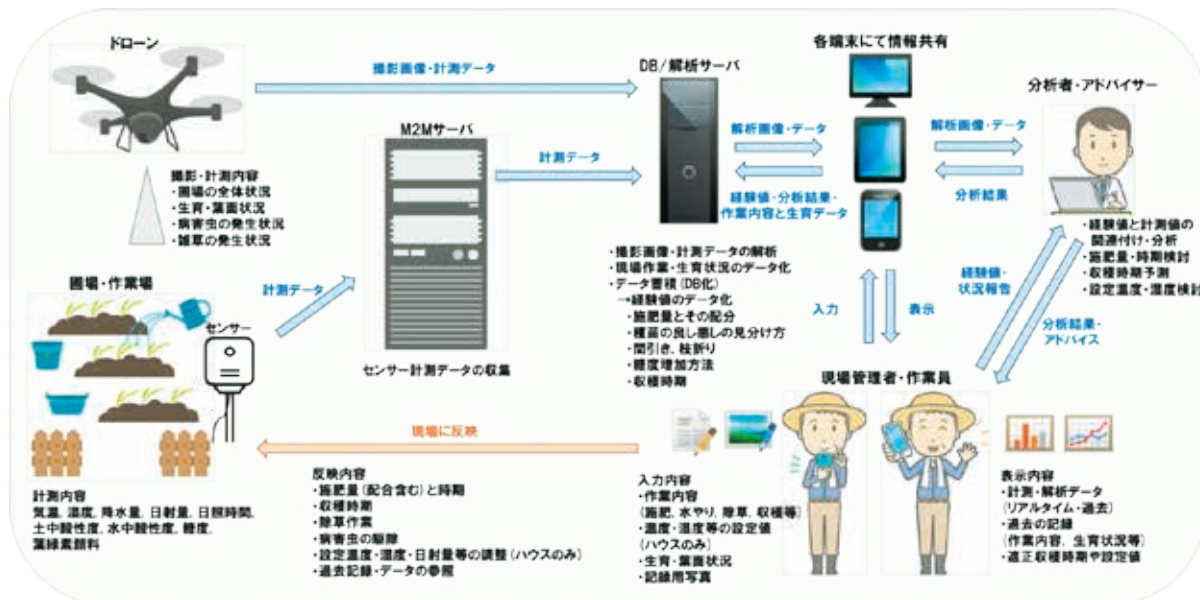 ドローン
撮影画像・計測データ
撮影・計測内容
・圃場の全体状況
・生育・葉面状況
・病害虫の発生状況
・雑草の発生状況
M2Mサーバ
計測データ
センサー計測データの収集
DB/解析サーバ
解析画像・データ
経験値・分析結果・
作業内容と生育データ
・撮影画像・計測データの解析
・現場作業・生育状況のデータ化
・データ蓄積(DB化)
→経験値のデータ化
・施肥量とその配分
・種苗の良し悪しの見分け方
・間引き, 枝折り
・糖度増加方法
・収穫時期
各端末にて情報共有
解析画像・データ
分析結果
分析者・アドバイサー
・経験値と計測値の
関連付け・分析
・施肥量・時期検討
・収穫時期予測
・設定温度・湿度検討
経験値・
状況報告
分析結果・
アドバイス
入力
表示
圃場・作業場
センサー
計測データ
計測内容
気温, 湿度, 降水量, 日射量, 日照時間,
土中酸性度, 水中酸性度, 糖度,
葉緑素
現場に反映
反映内容
・施肥量(配合含む)と時期
・収穫時期
・除草作業
・病害虫の駆除
・設定温度・湿度・日射量等の調整(ハウスのみ)
・過去記録・データの参照
現場管理者・作業員
入力内容
・作業内容
(施肥, 水やり, 除草, 収穫等)
・温度・湿度等の設定値
(ハウスのみ)
・生育・葉面状況
・記録用写真
表示内容
・計測・解析データ
(リアルタイム・過去)
・過去の記録
(作業内容, 生育状況等)
・適正収穫時期や設定値